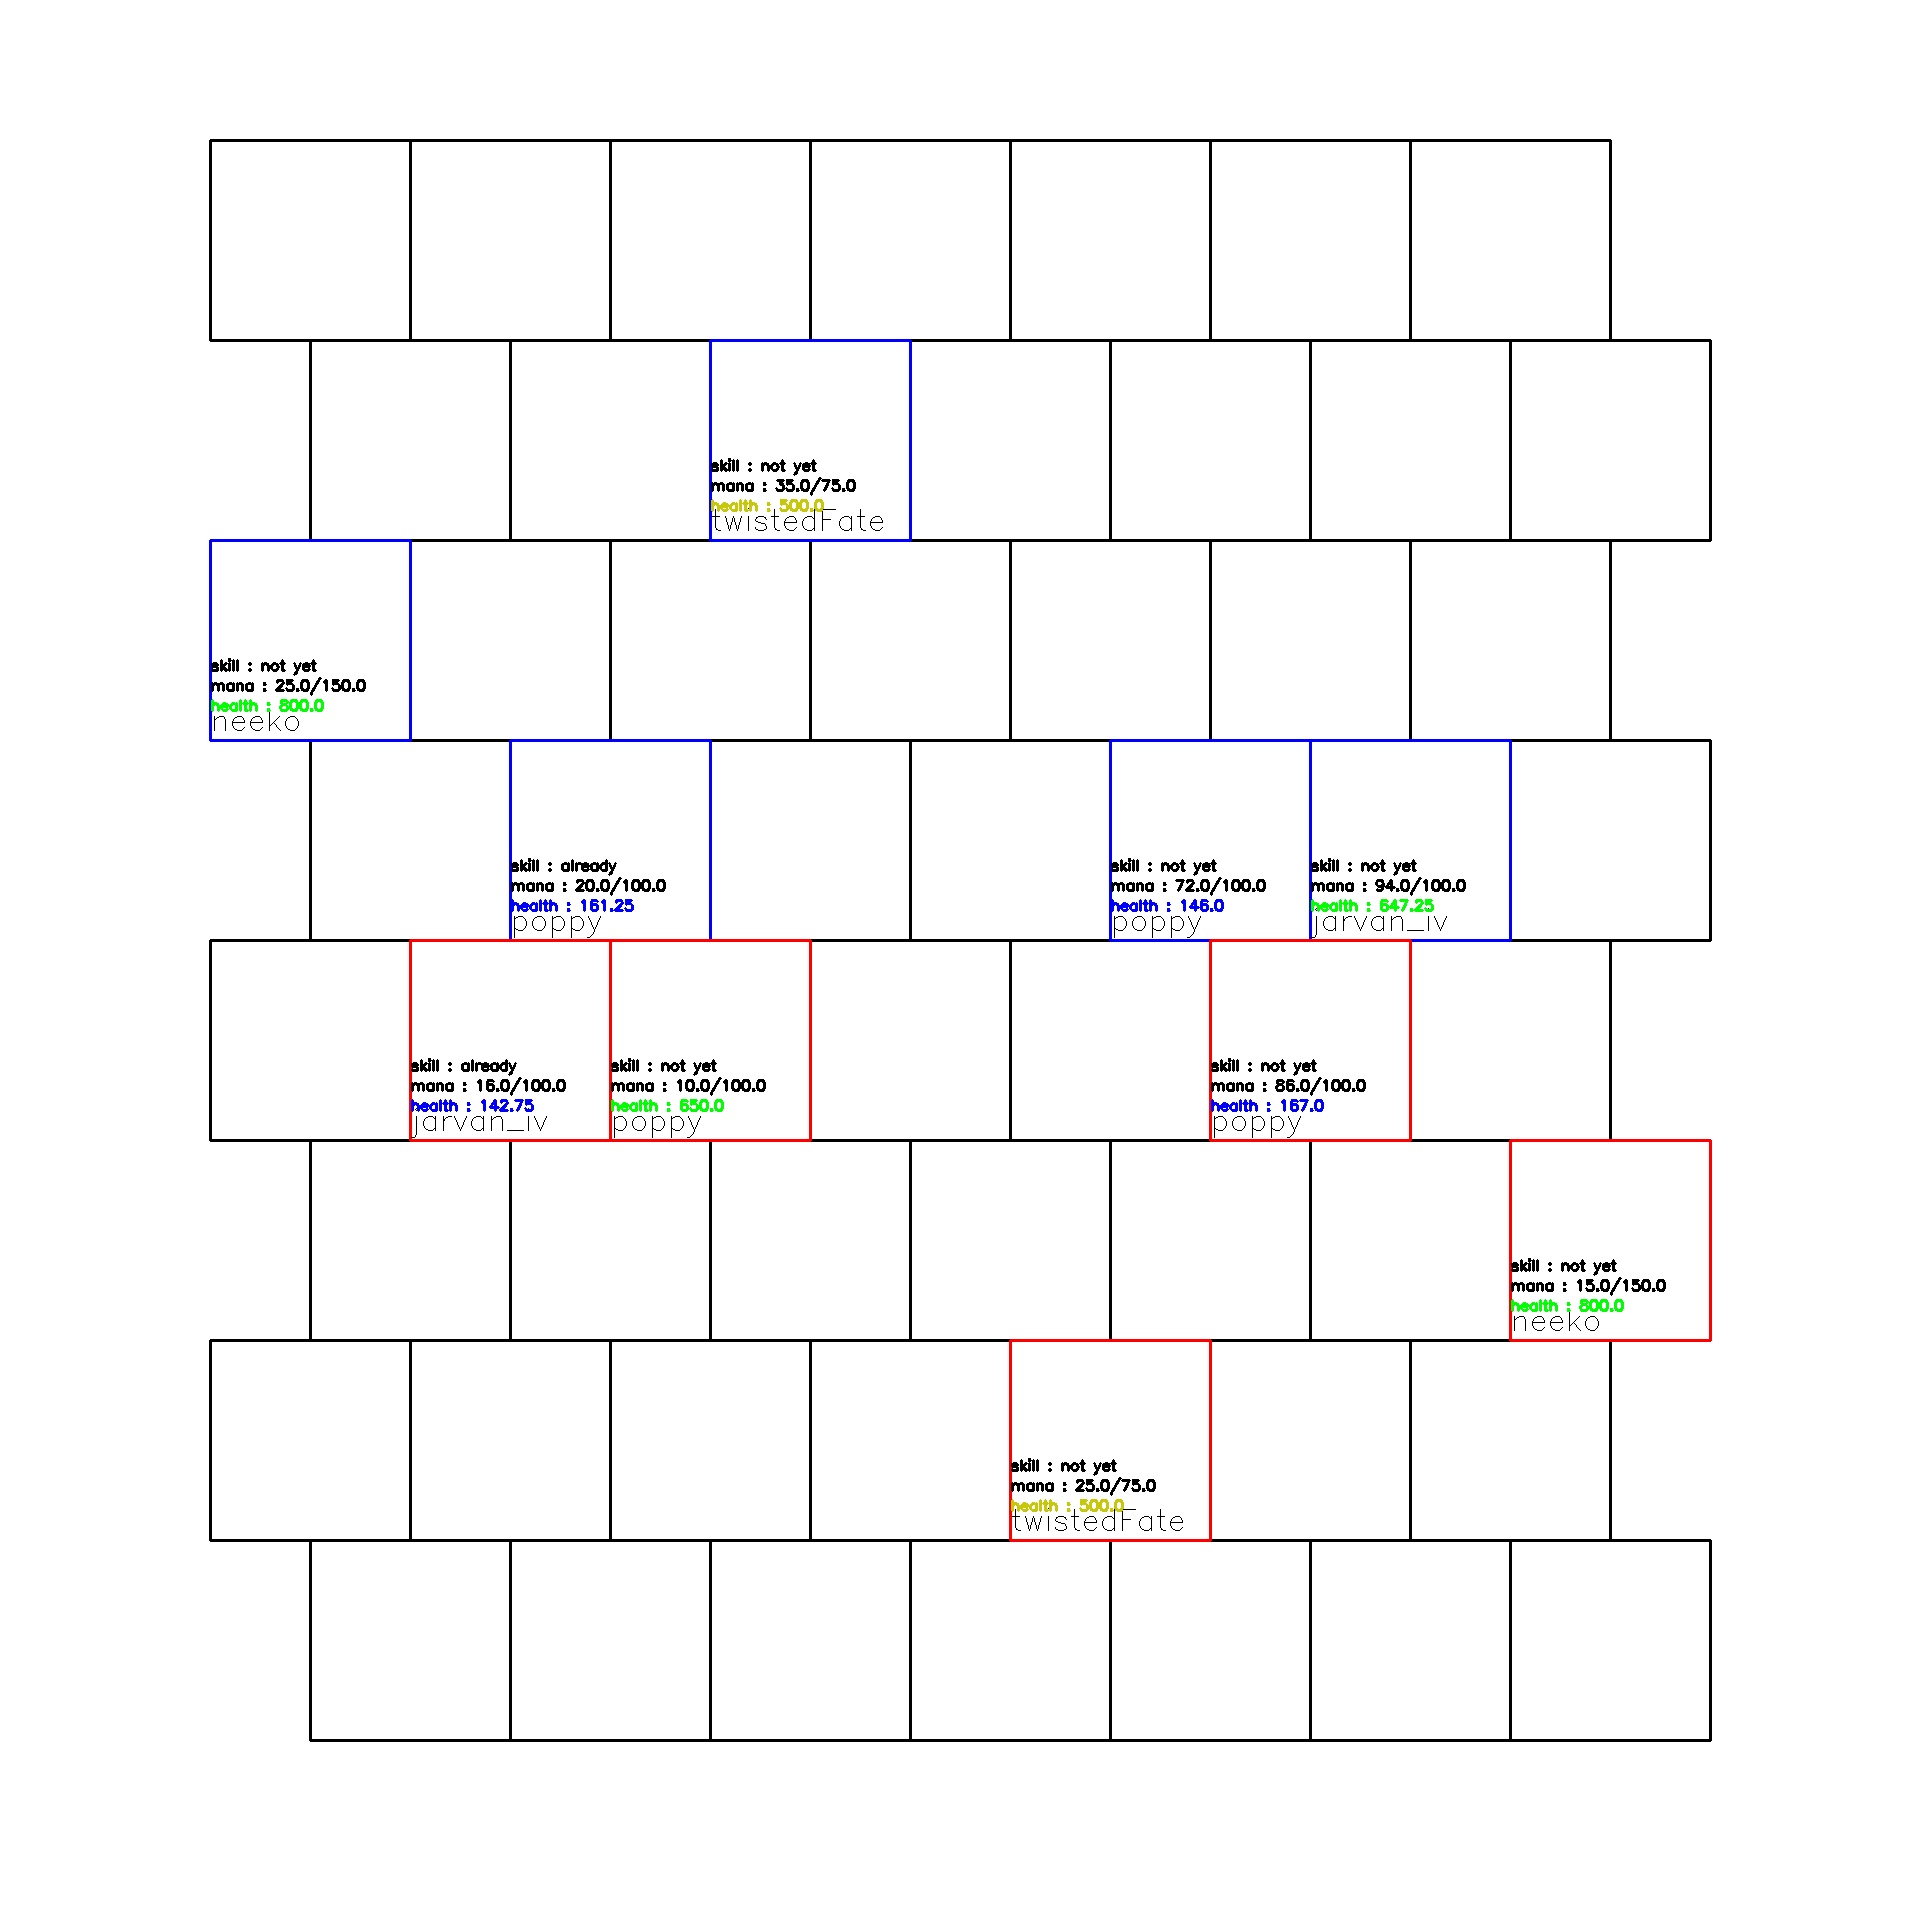 skill : not yet
mana : 35.0/75.0
health : 500.0
twistedFate
skill : not yet
mana : 25.0/150.0
health : 800.0
neeko
skill : already
mana : 20.0/100.0
health : 161.25
poppy
skill : not yet
mana : 72.0/100.0
health : 146.0
poppy
skill : not yet
mana : 94.0/100.0
health : 647.25
jarvan_iv
skill : already
mana : 16.0/100.0
health : 142.75
jarvan_iv
skill : not yet
mana : 10.0/100.0
health : 650.0
poppy
skill : not yet
mana : 86.0/100.0
health : 167.0
poppy
skill : not yet
mana : 15.0/150.0
health : 800.0
neeko
skill : not yet
mana : 25.0/75.0
health : 500.0
twistedFate